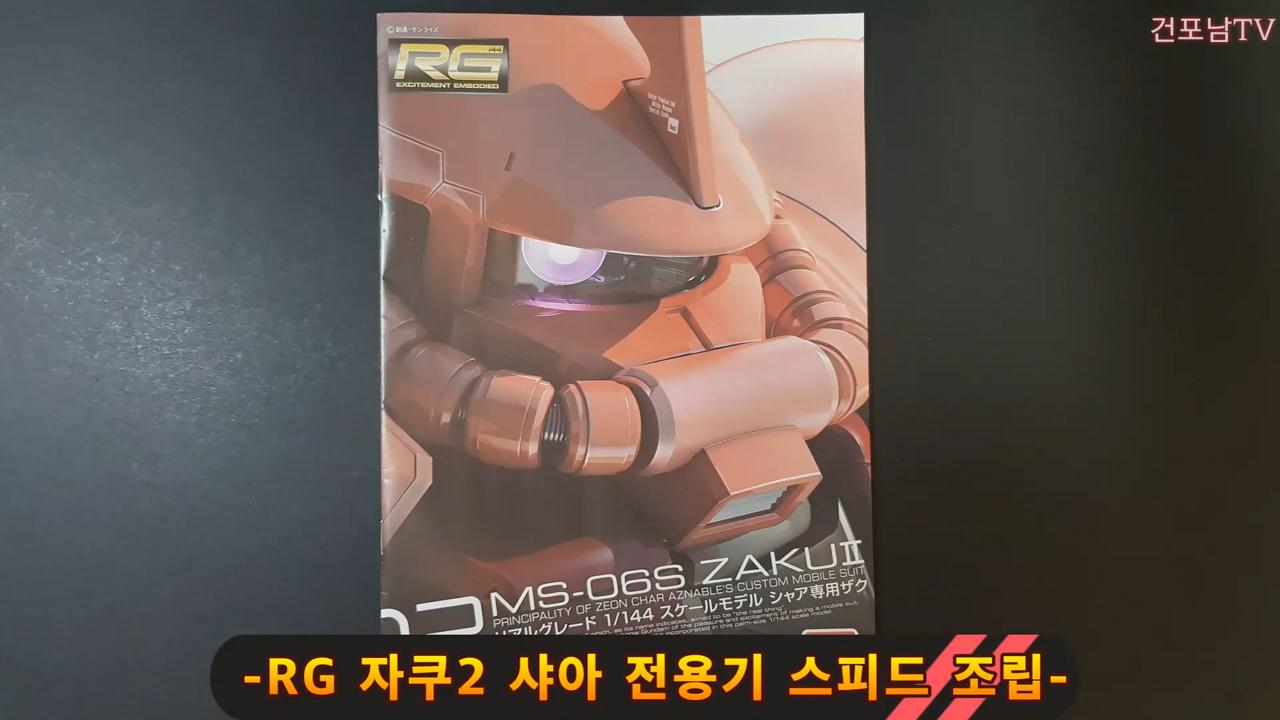 건포남TV
©創通・サンライズ
RG 144
EXCITEMENT EMBODIED
MS-06S ZAKUⅡ
PRINCIPALITY OF ZEON CHAR AZNABLE'S CUSTOM MOBILE SUIT
リアルグレード 1/144 スケールモデル シャア専用ザク
-RG 자쿠2 샤아 전용기 스피드 조립-